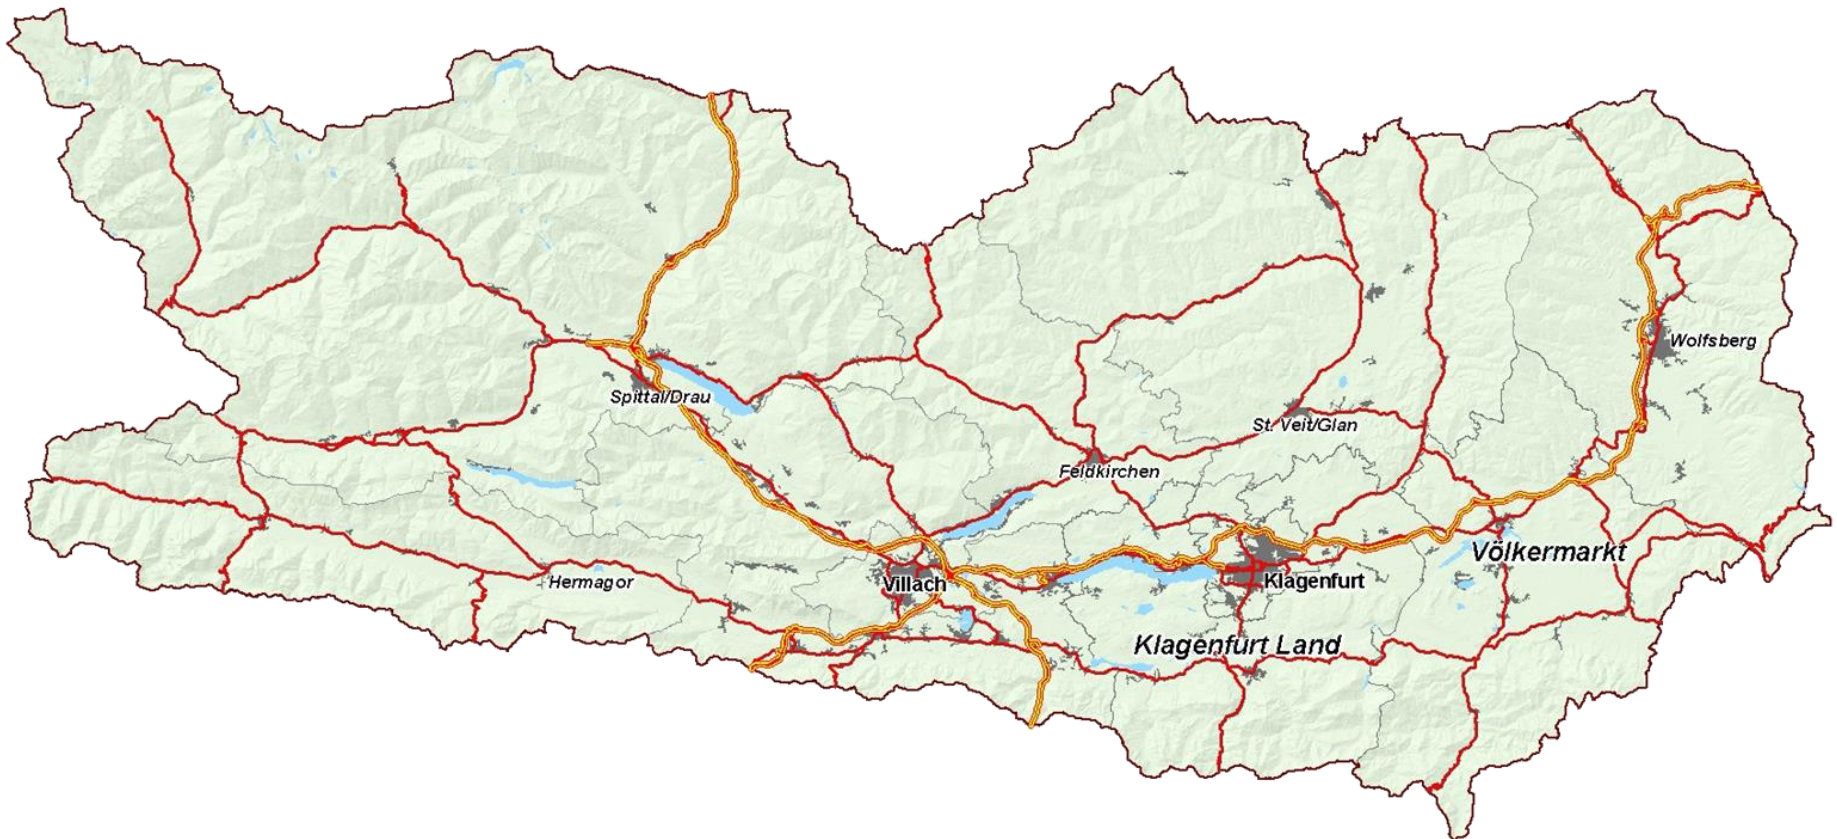 Wolfsberg
Spittal/Drau
St. Veit/Glan
Feldkirchen
Völkermarkt
Hermagor
Villach
Klagenfurt
Klagenfurt Land